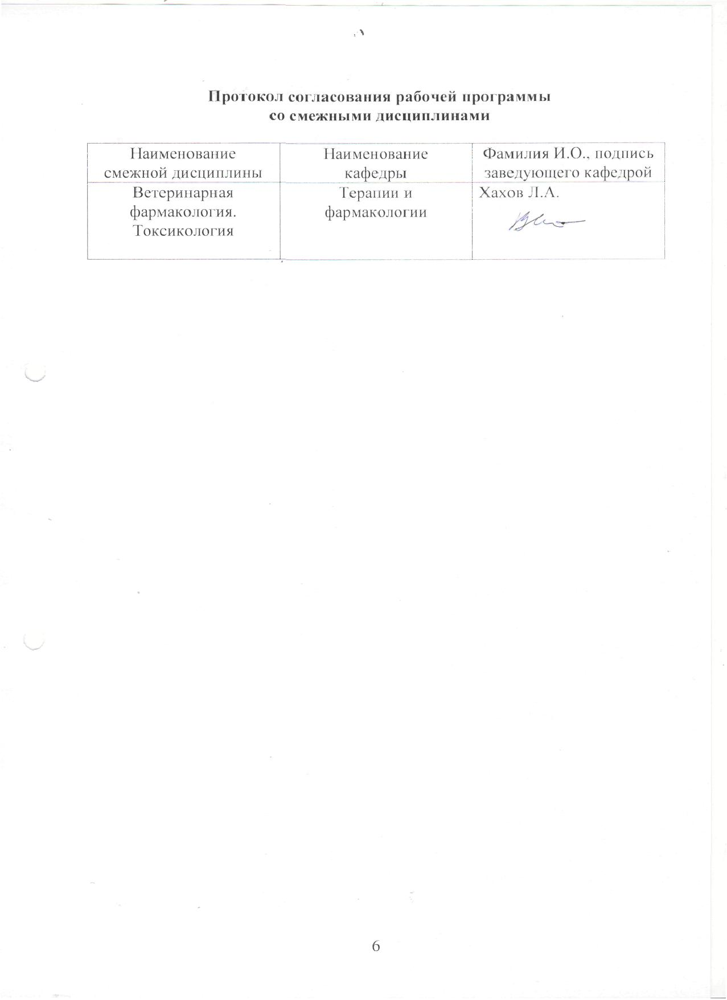 Протокол согласования рабочей программы
со смежными дисциплинами
Наименование
смежной дисциплины
Наименование
кафедры
Фамилия И.О., подпись
заведующего кафедрой
Ветеринарная
фармакология.
Токсикология
Терапии и
фармакологии
Хахов Л.А.
6